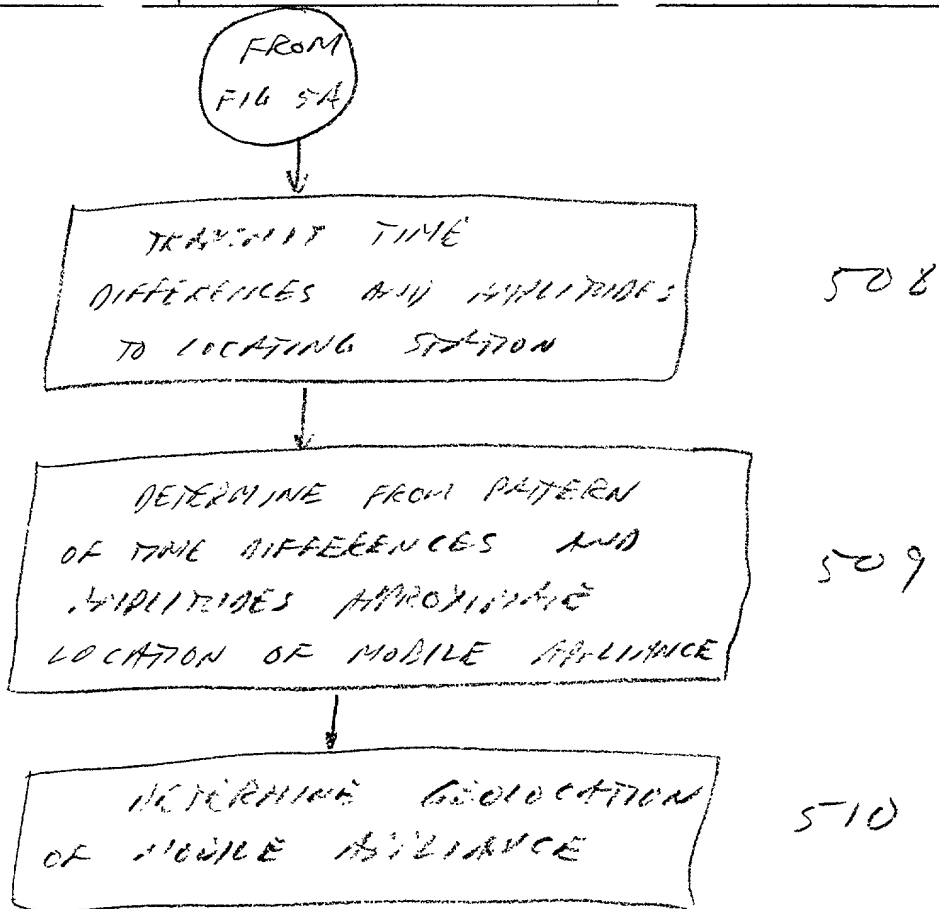 FROM
FIG 5A
TRANSMIT TIME
DIFFERENCES AND AMPLITUDES
TO LOCATING STATION
508
DETERMINE FROM PATTERN
OF TIME DIFFERENCES AND
AMPLITUDES APPROXIMATE
LOCATION OF MOBILE APPLIANCE
509
DETERMINE GEOLOCATION
OF MOBILE APPLIANCE
510